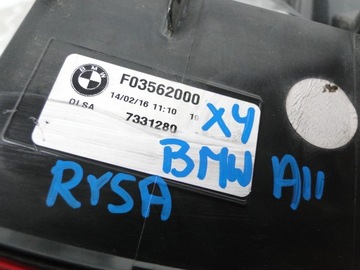 BMW
F03562000
DLSA
14/02/16 11:10
7331280
X4
BMW A11
RYSA